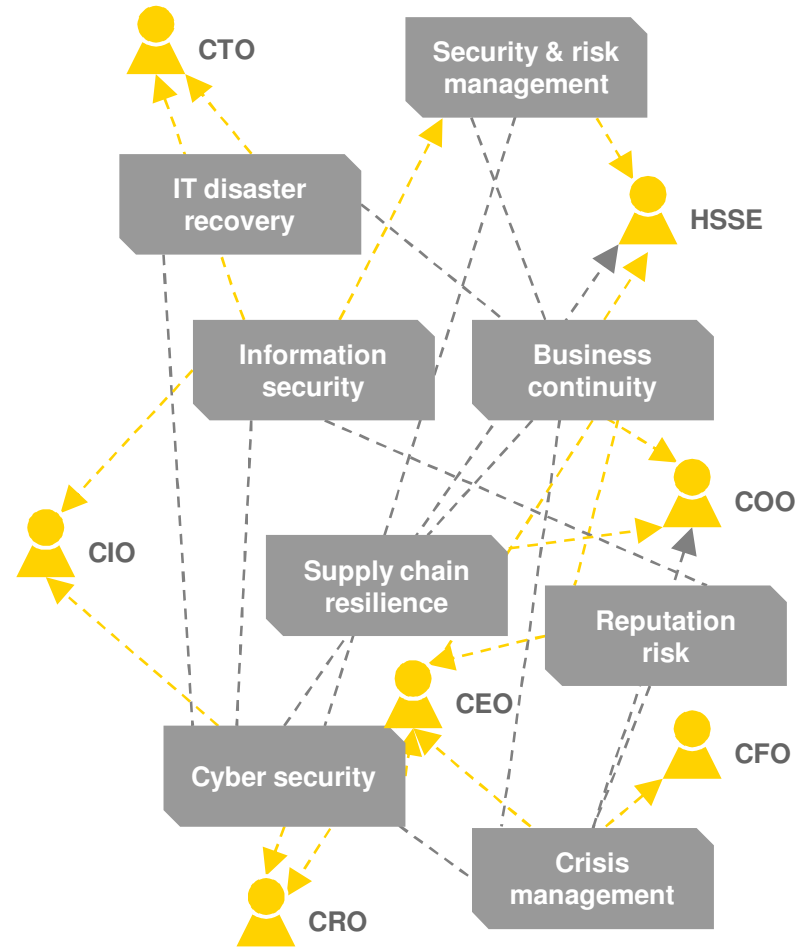 CTO
Security & risk
management
IT disaster
recovery
HSSE
Information
security
Business
continuity
COO
CIO
Supply chain
resilience
Reputation
risk
CEO
CFO
Cyber security
Crisis
management
CRO